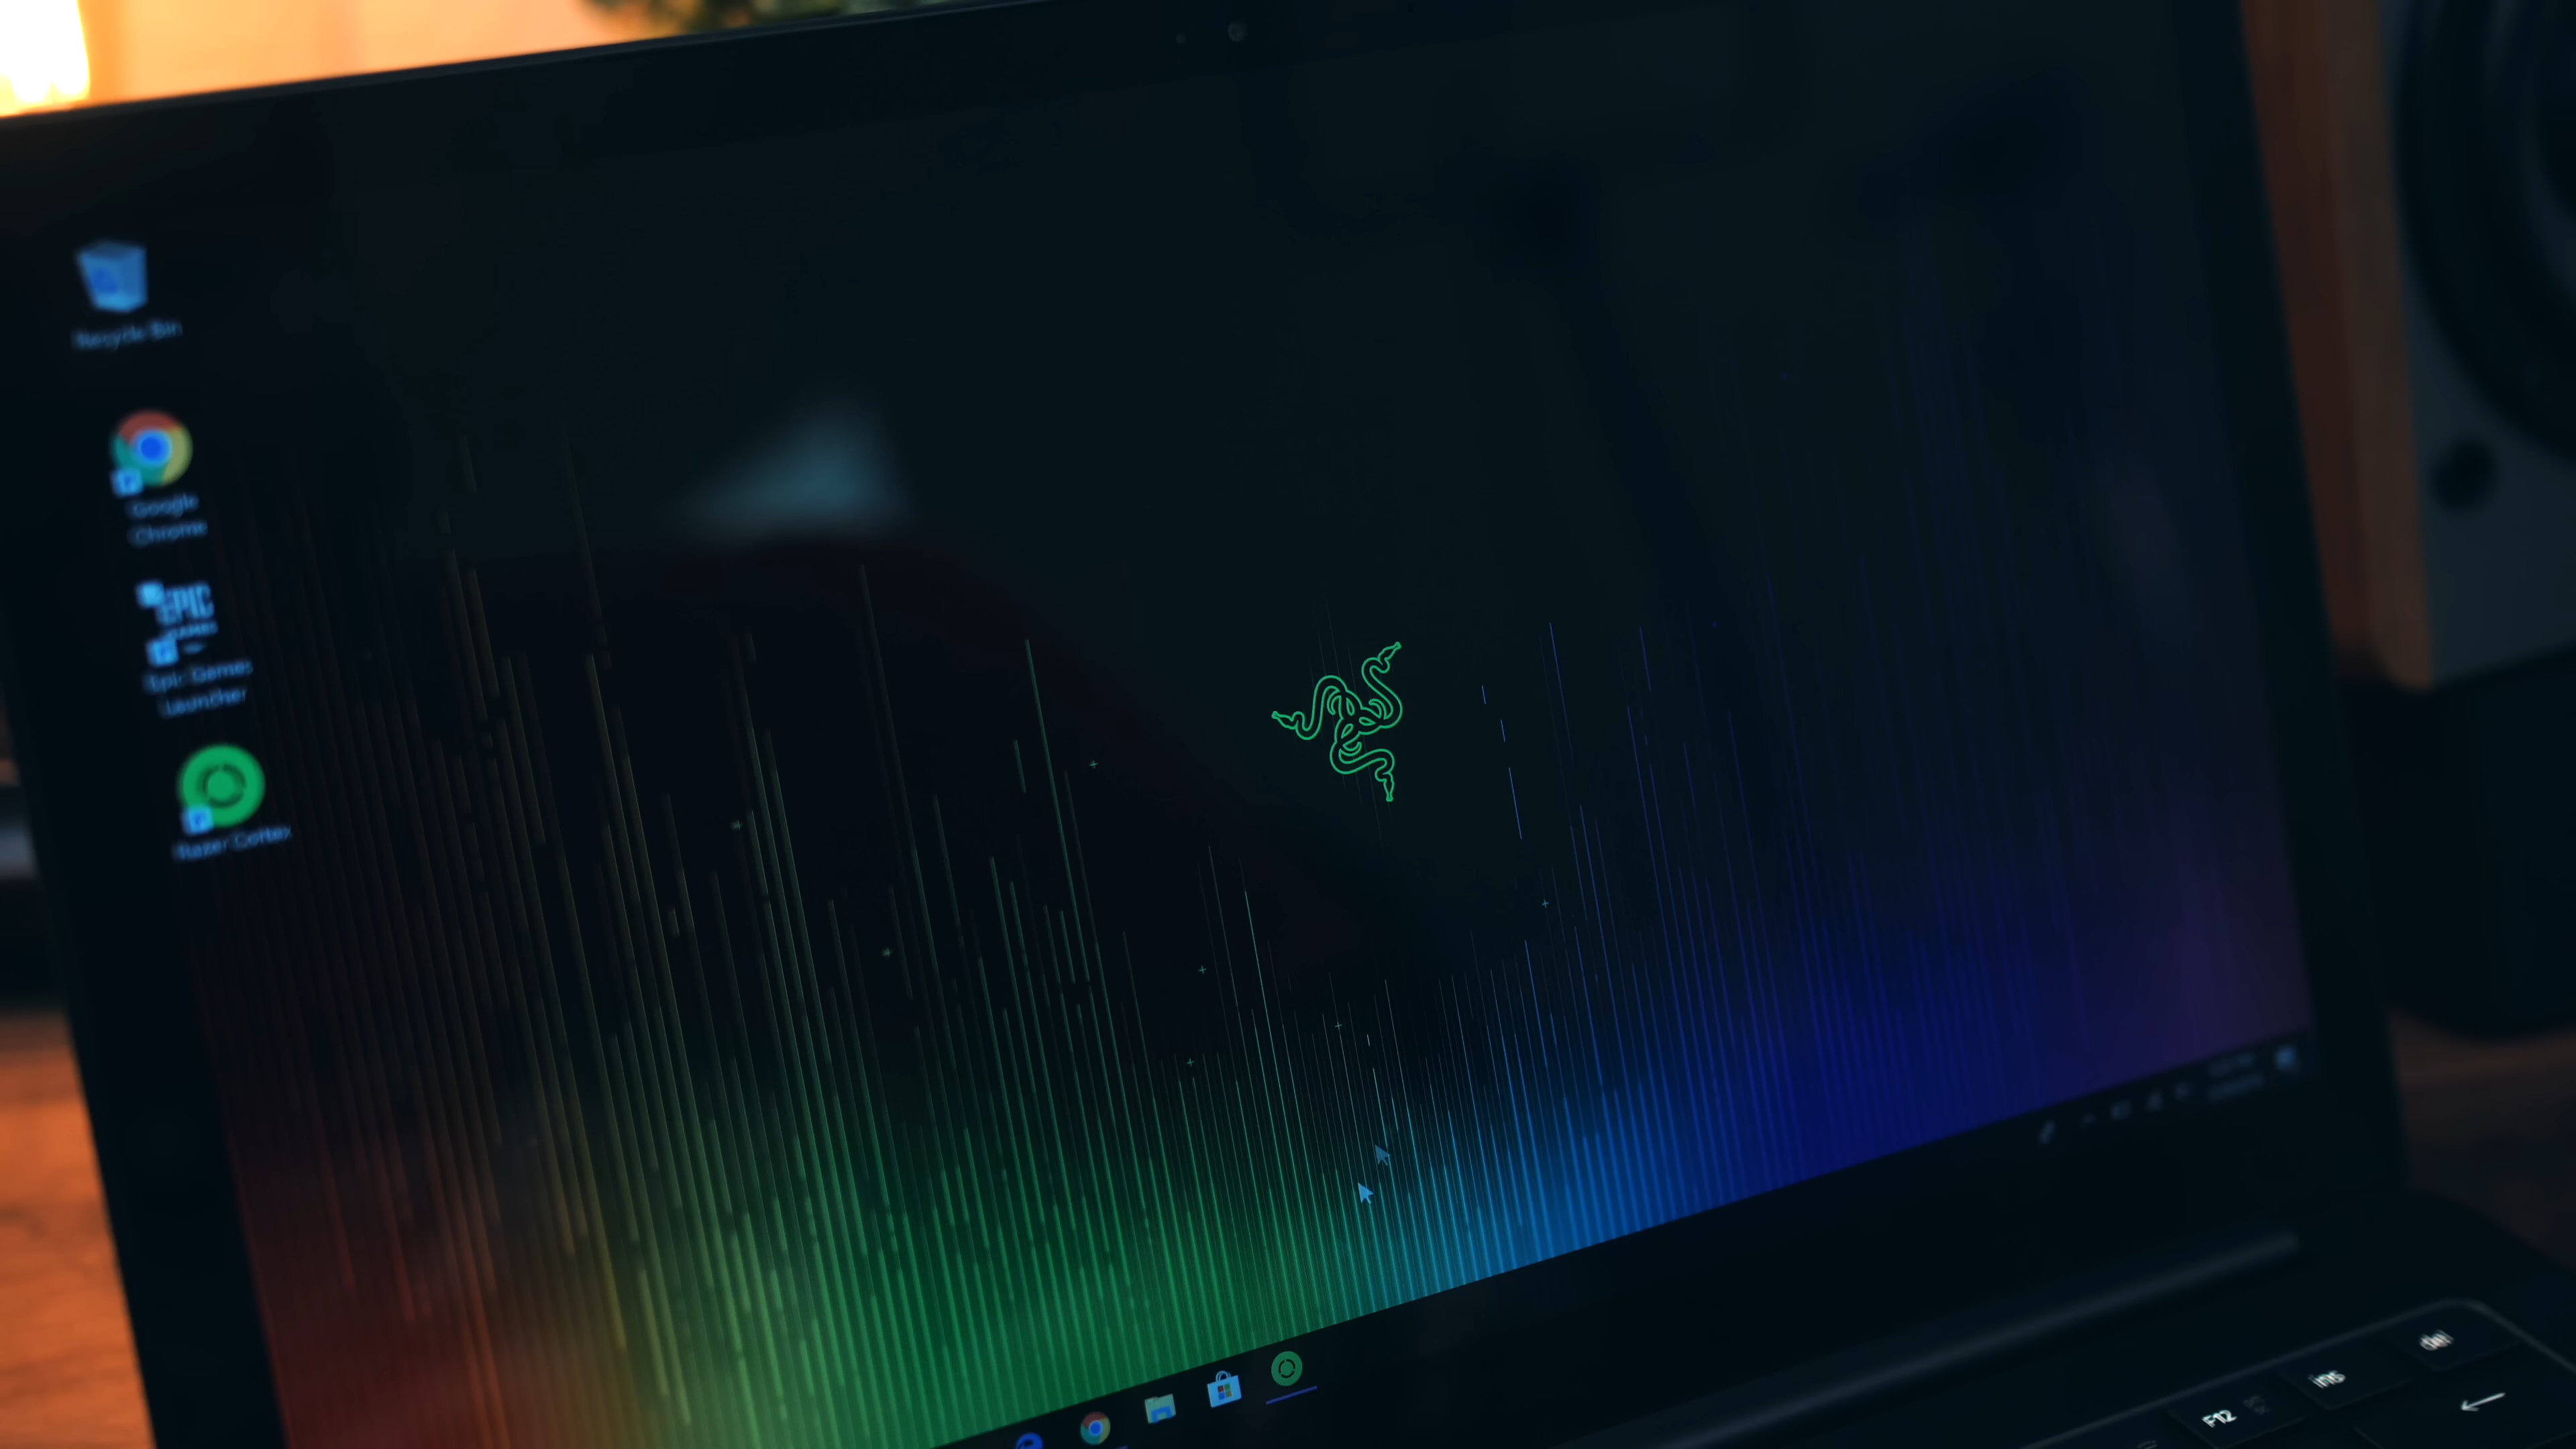 Recycle Bin
Google
Chrome
EPIC
GAMES
Epic Games
Launcher
Razer Cortex
del
ins
F12